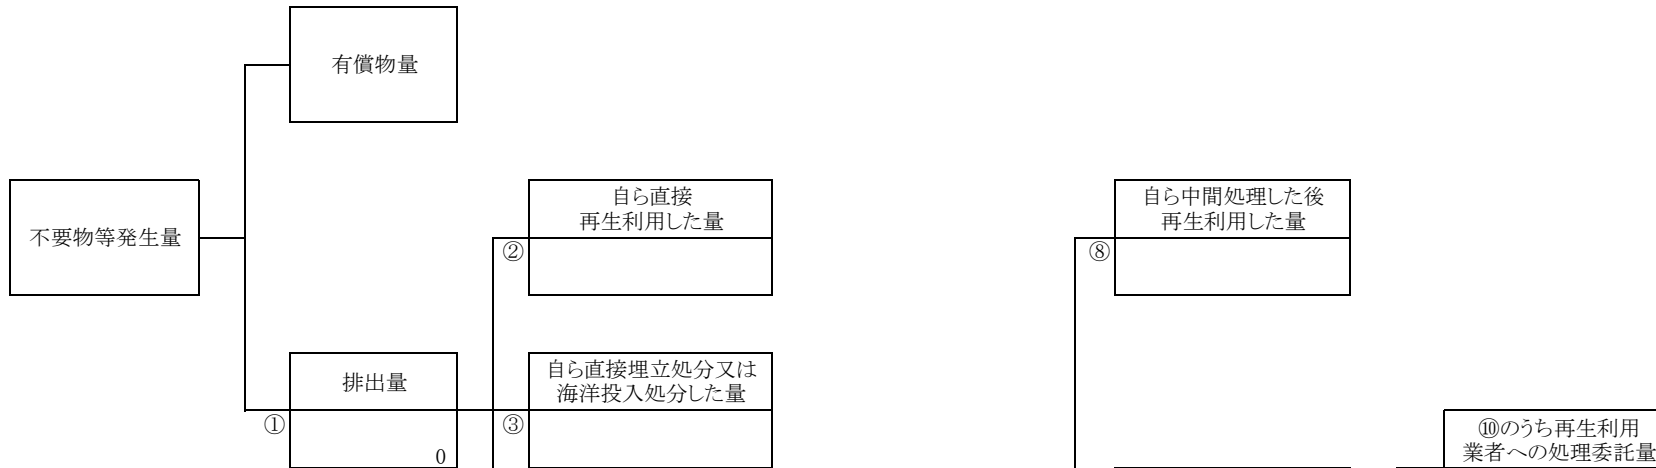 有償物量
不要物等発生量
自ら直接
再生利用した量
②
自ら中間処理した後
再生利用した量
⑧
排出量
①
0
自ら直接埋立処分又は
海洋投入処分した量
③
⑩のうち再生利用
業者への処理委託量